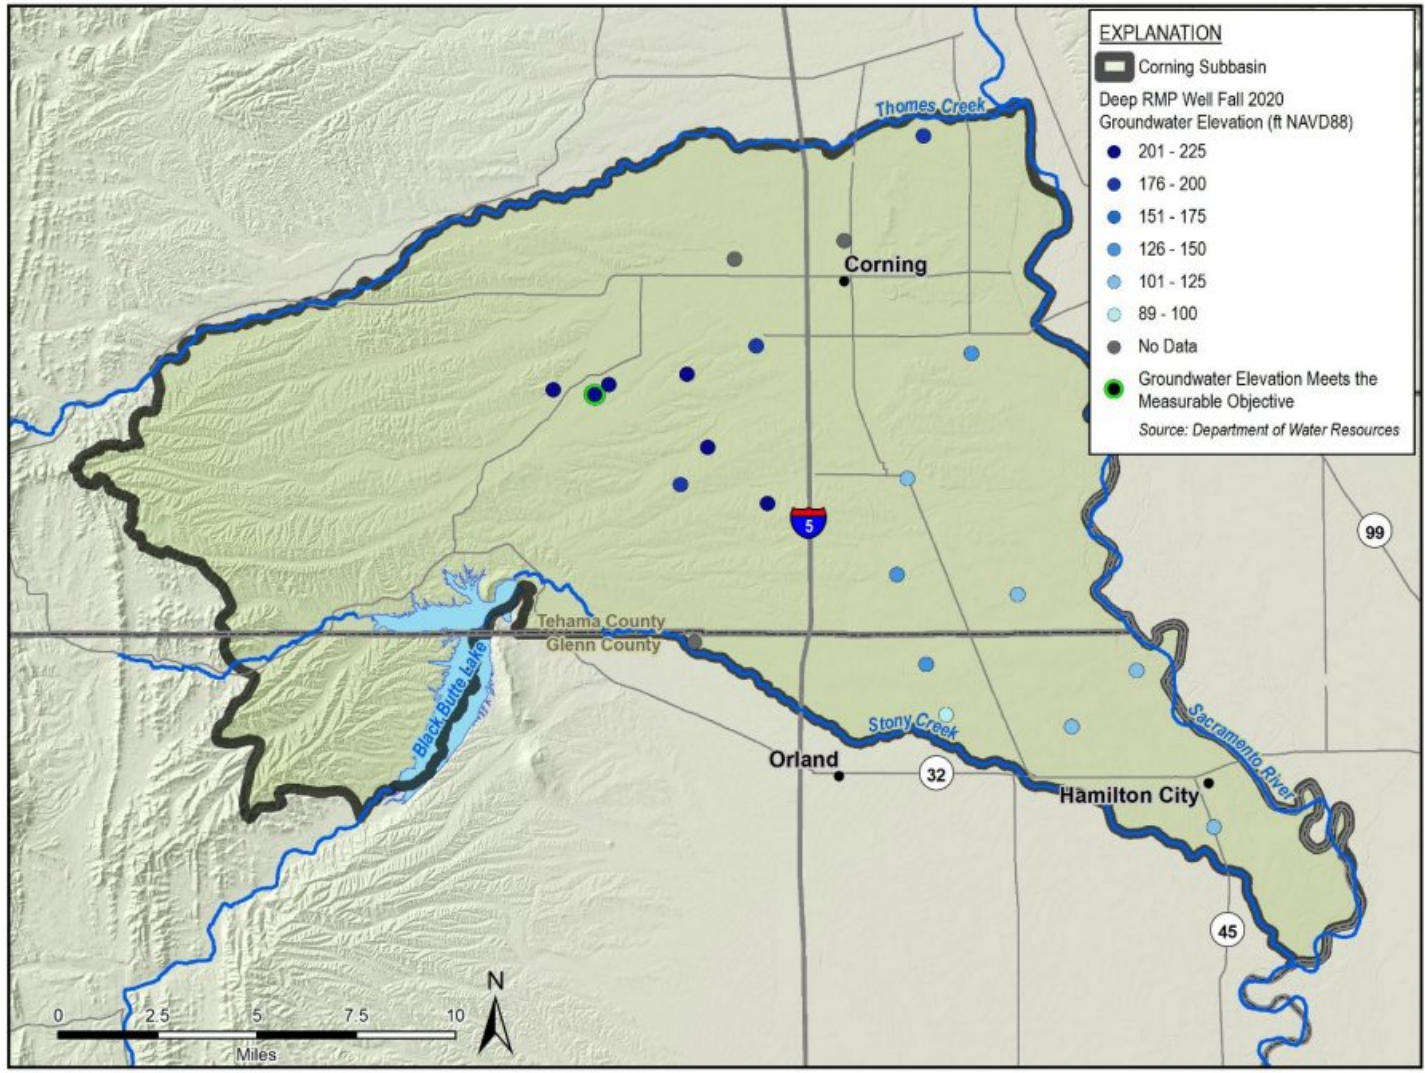 EXPLANATION
Corning Subbasin
Deep RMP Well Fall 2020
Groundwater Elevation (ft NAVD88)
201 - 225
176 - 200
151 - 175
126 - 150
101 - 125
89 - 100
No Data
Groundwater Elevation Meets the
Measurable Objective
Source: Department of Water Resources
Thomes Creek
Corning
5
99
Tehama County
Glenn County
Black Butte Lake
Stony Creek
Sacramento River
Orland
32
Hamilton City
45
N
0 2.5 5 7.5 10
Miles